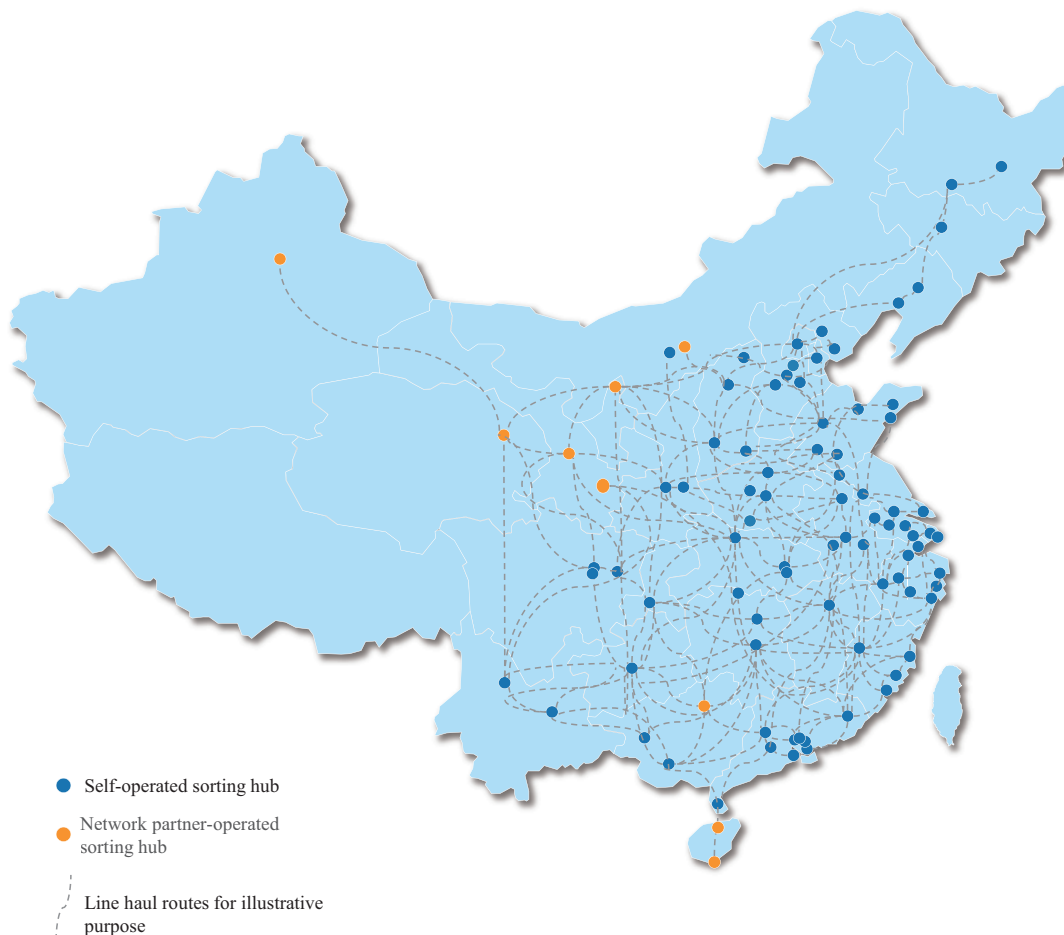 Self-operated sorting hub
Network partner-operated
sorting hub
Line haul routes for illustrative
purpose